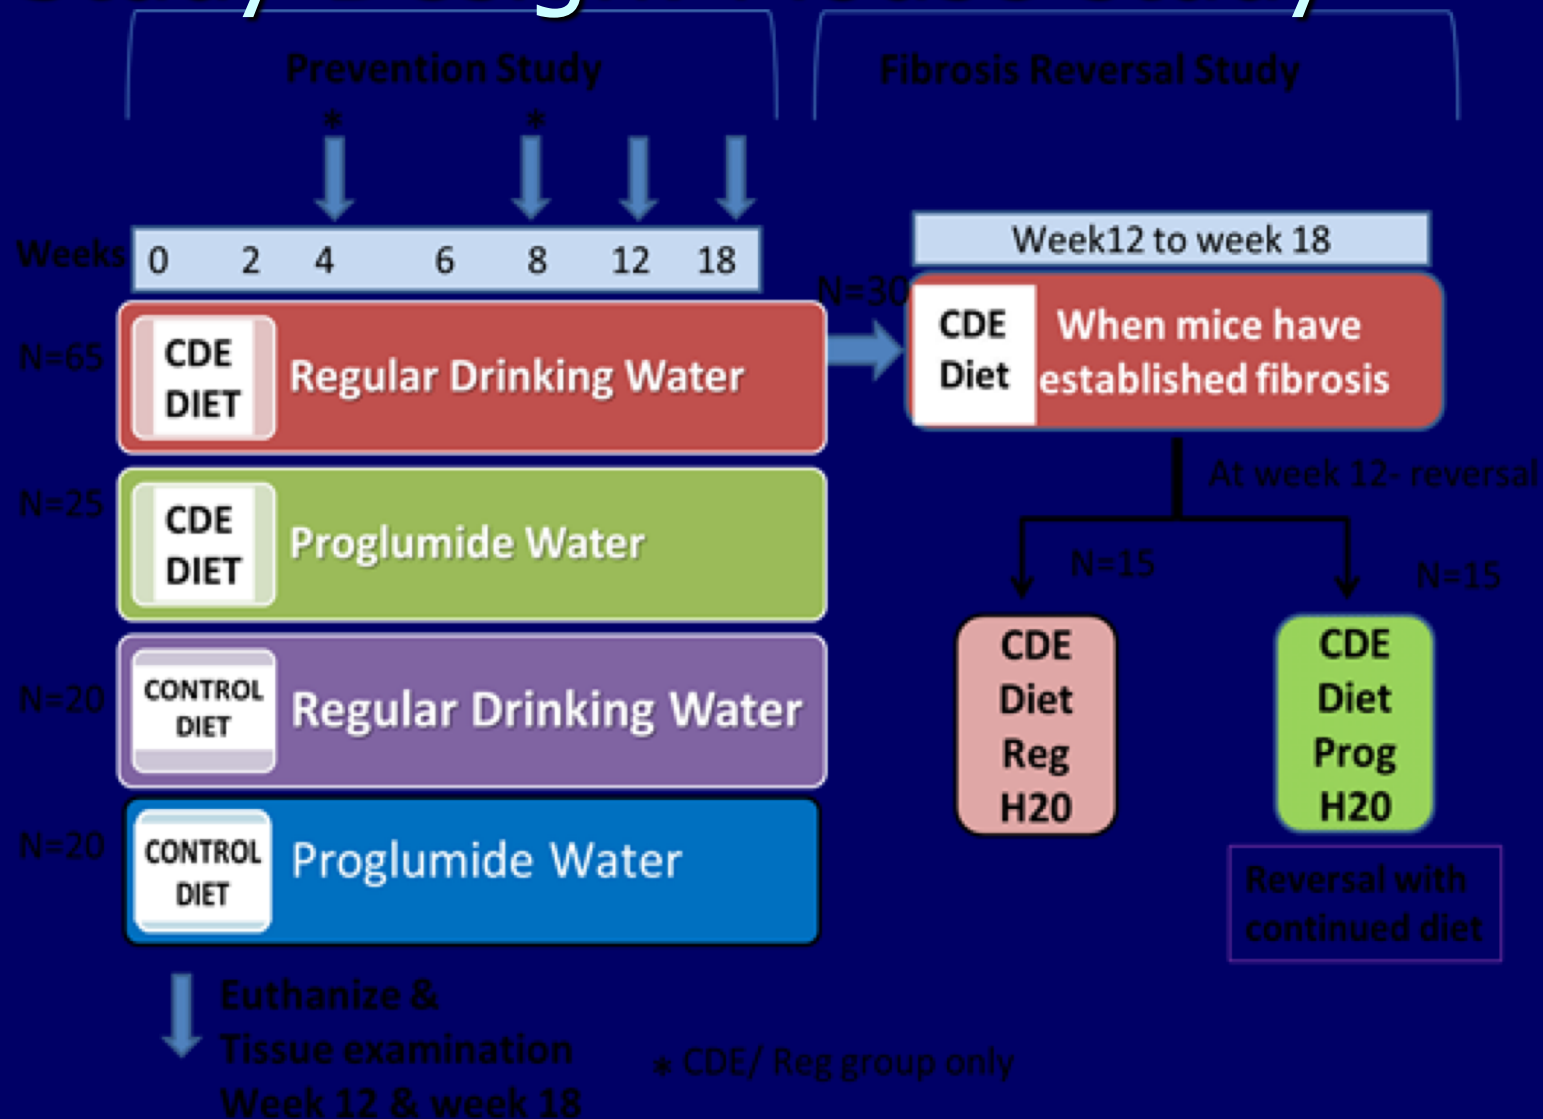 Prevention Study
Fibrosis Reversal Study
* *
Weeks 0 2 4 6 8 12 18
N=65
CDE
DIET
Regular Drinking Water
N=25
CDE
DIET
Proglumide Water
N=20
CONTROL
DIET
Regular Drinking Water
N=20
CONTROL
DIET
Proglumide Water
Euthanize &
Tissue examination
Week 12 & week 18
* CDE/ Reg group only
N=30
Week12 to week 18
CDE
Diet
When mice have
established fibrosis
At week 12- reversal
N=15
N=15
CDE
Diet
Reg
H20
CDE
Diet
Prog
H20
Reversal with
continued diet